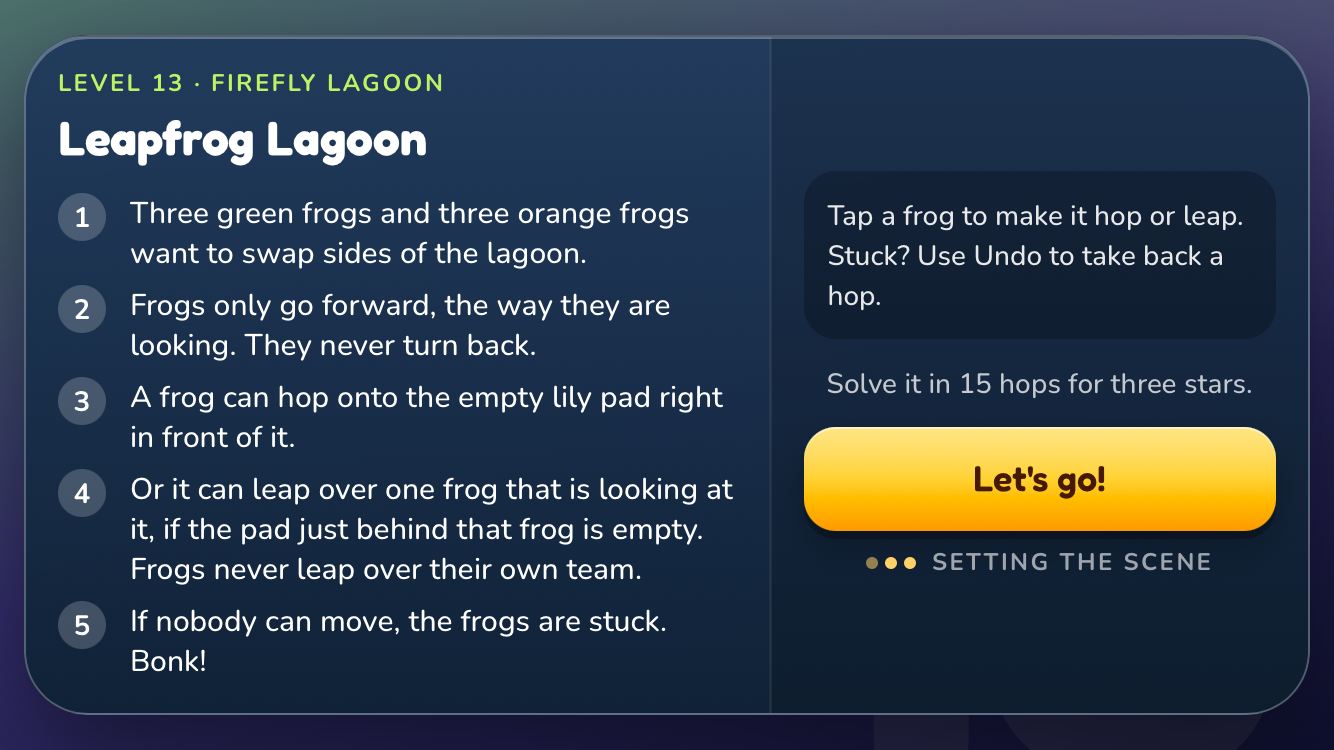 LEVEL 13 · FIREFLY LAGOON
Leapfrog Lagoon
1 Three green frogs and three orange frogs
want to swap sides of the lagoon.
2 Frogs only go forward, the way they are
looking. They never turn back.
3 A frog can hop onto the empty lily pad right
in front of it.
4 Or it can leap over one frog that is looking at
it, if the pad just behind that frog is empty.
Frogs never leap over their own team.
5 If nobody can move, the frogs are stuck.
Bonk!
Tap a frog to make it hop or leap.
Stuck? Use Undo to take back a
hop.
Solve it in 15 hops for three stars.
Let's go!
SETTING THE SCENE